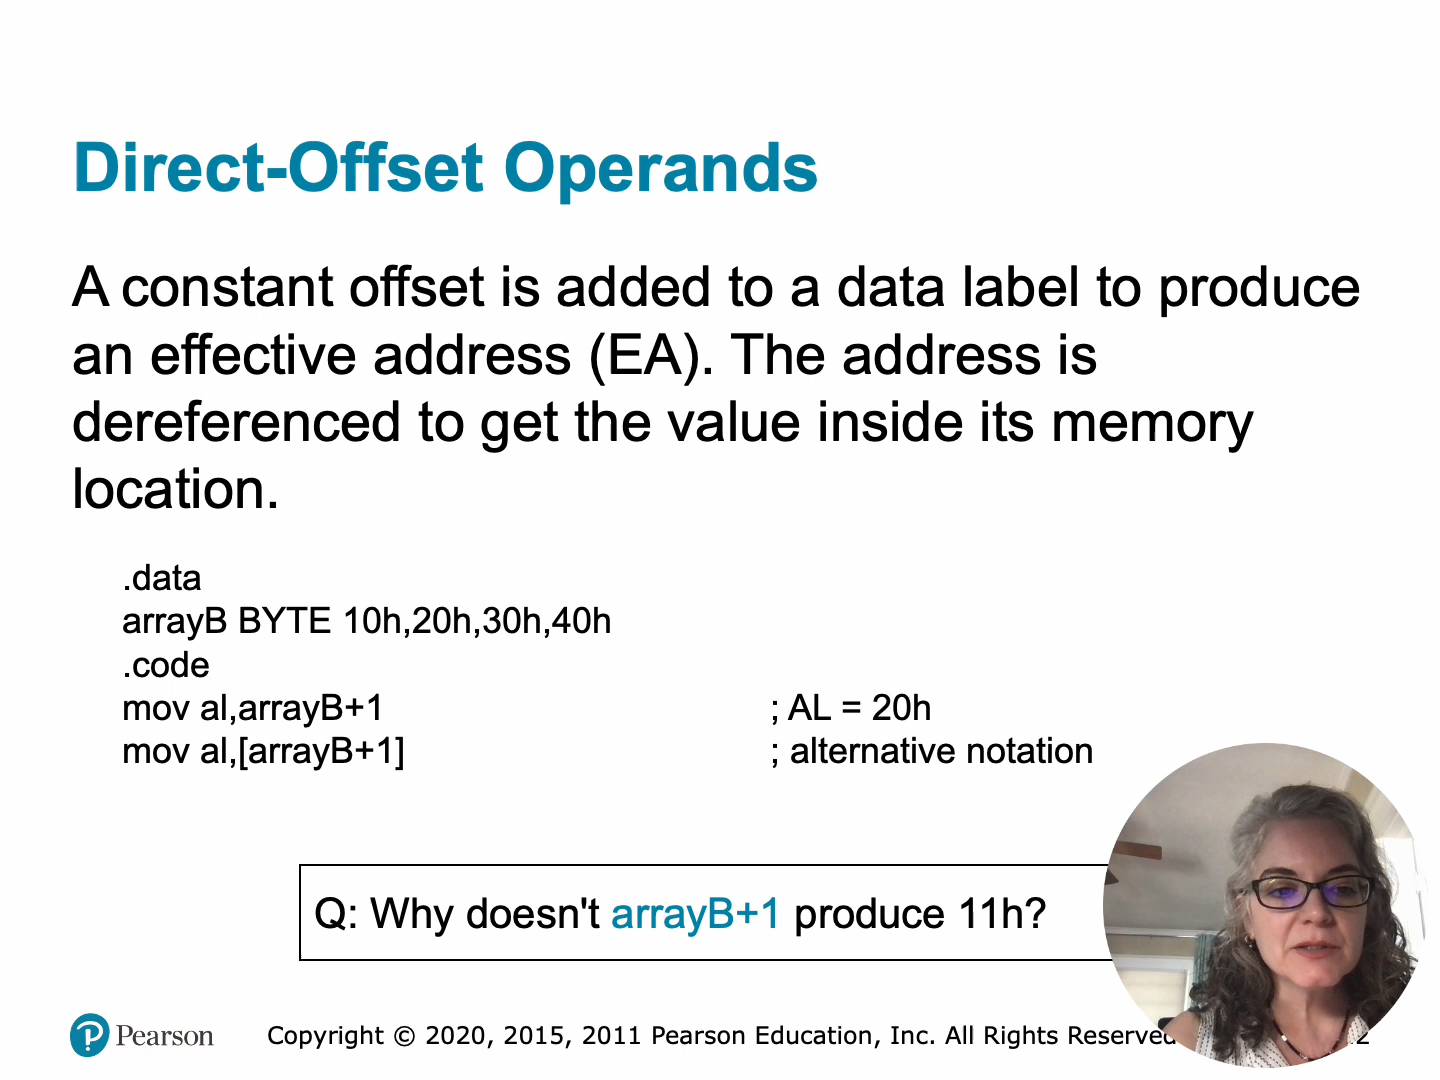 Direct-Offset Operands
A constant offset is added to a data label to produce
an effective address (EA). The address is
dereferenced to get the value inside its memory
location.
.data
arrayB BYTE 10h,20h,30h,40h
.code
mov al,arrayB+1 ; AL = 20h
mov al,[arrayB+1] ; alternative notation
Q: Why doesn't arrayB+1 produce 11h?
Pearson Copyright © 2020, 2015, 2011 Pearson Education, Inc. All Rights